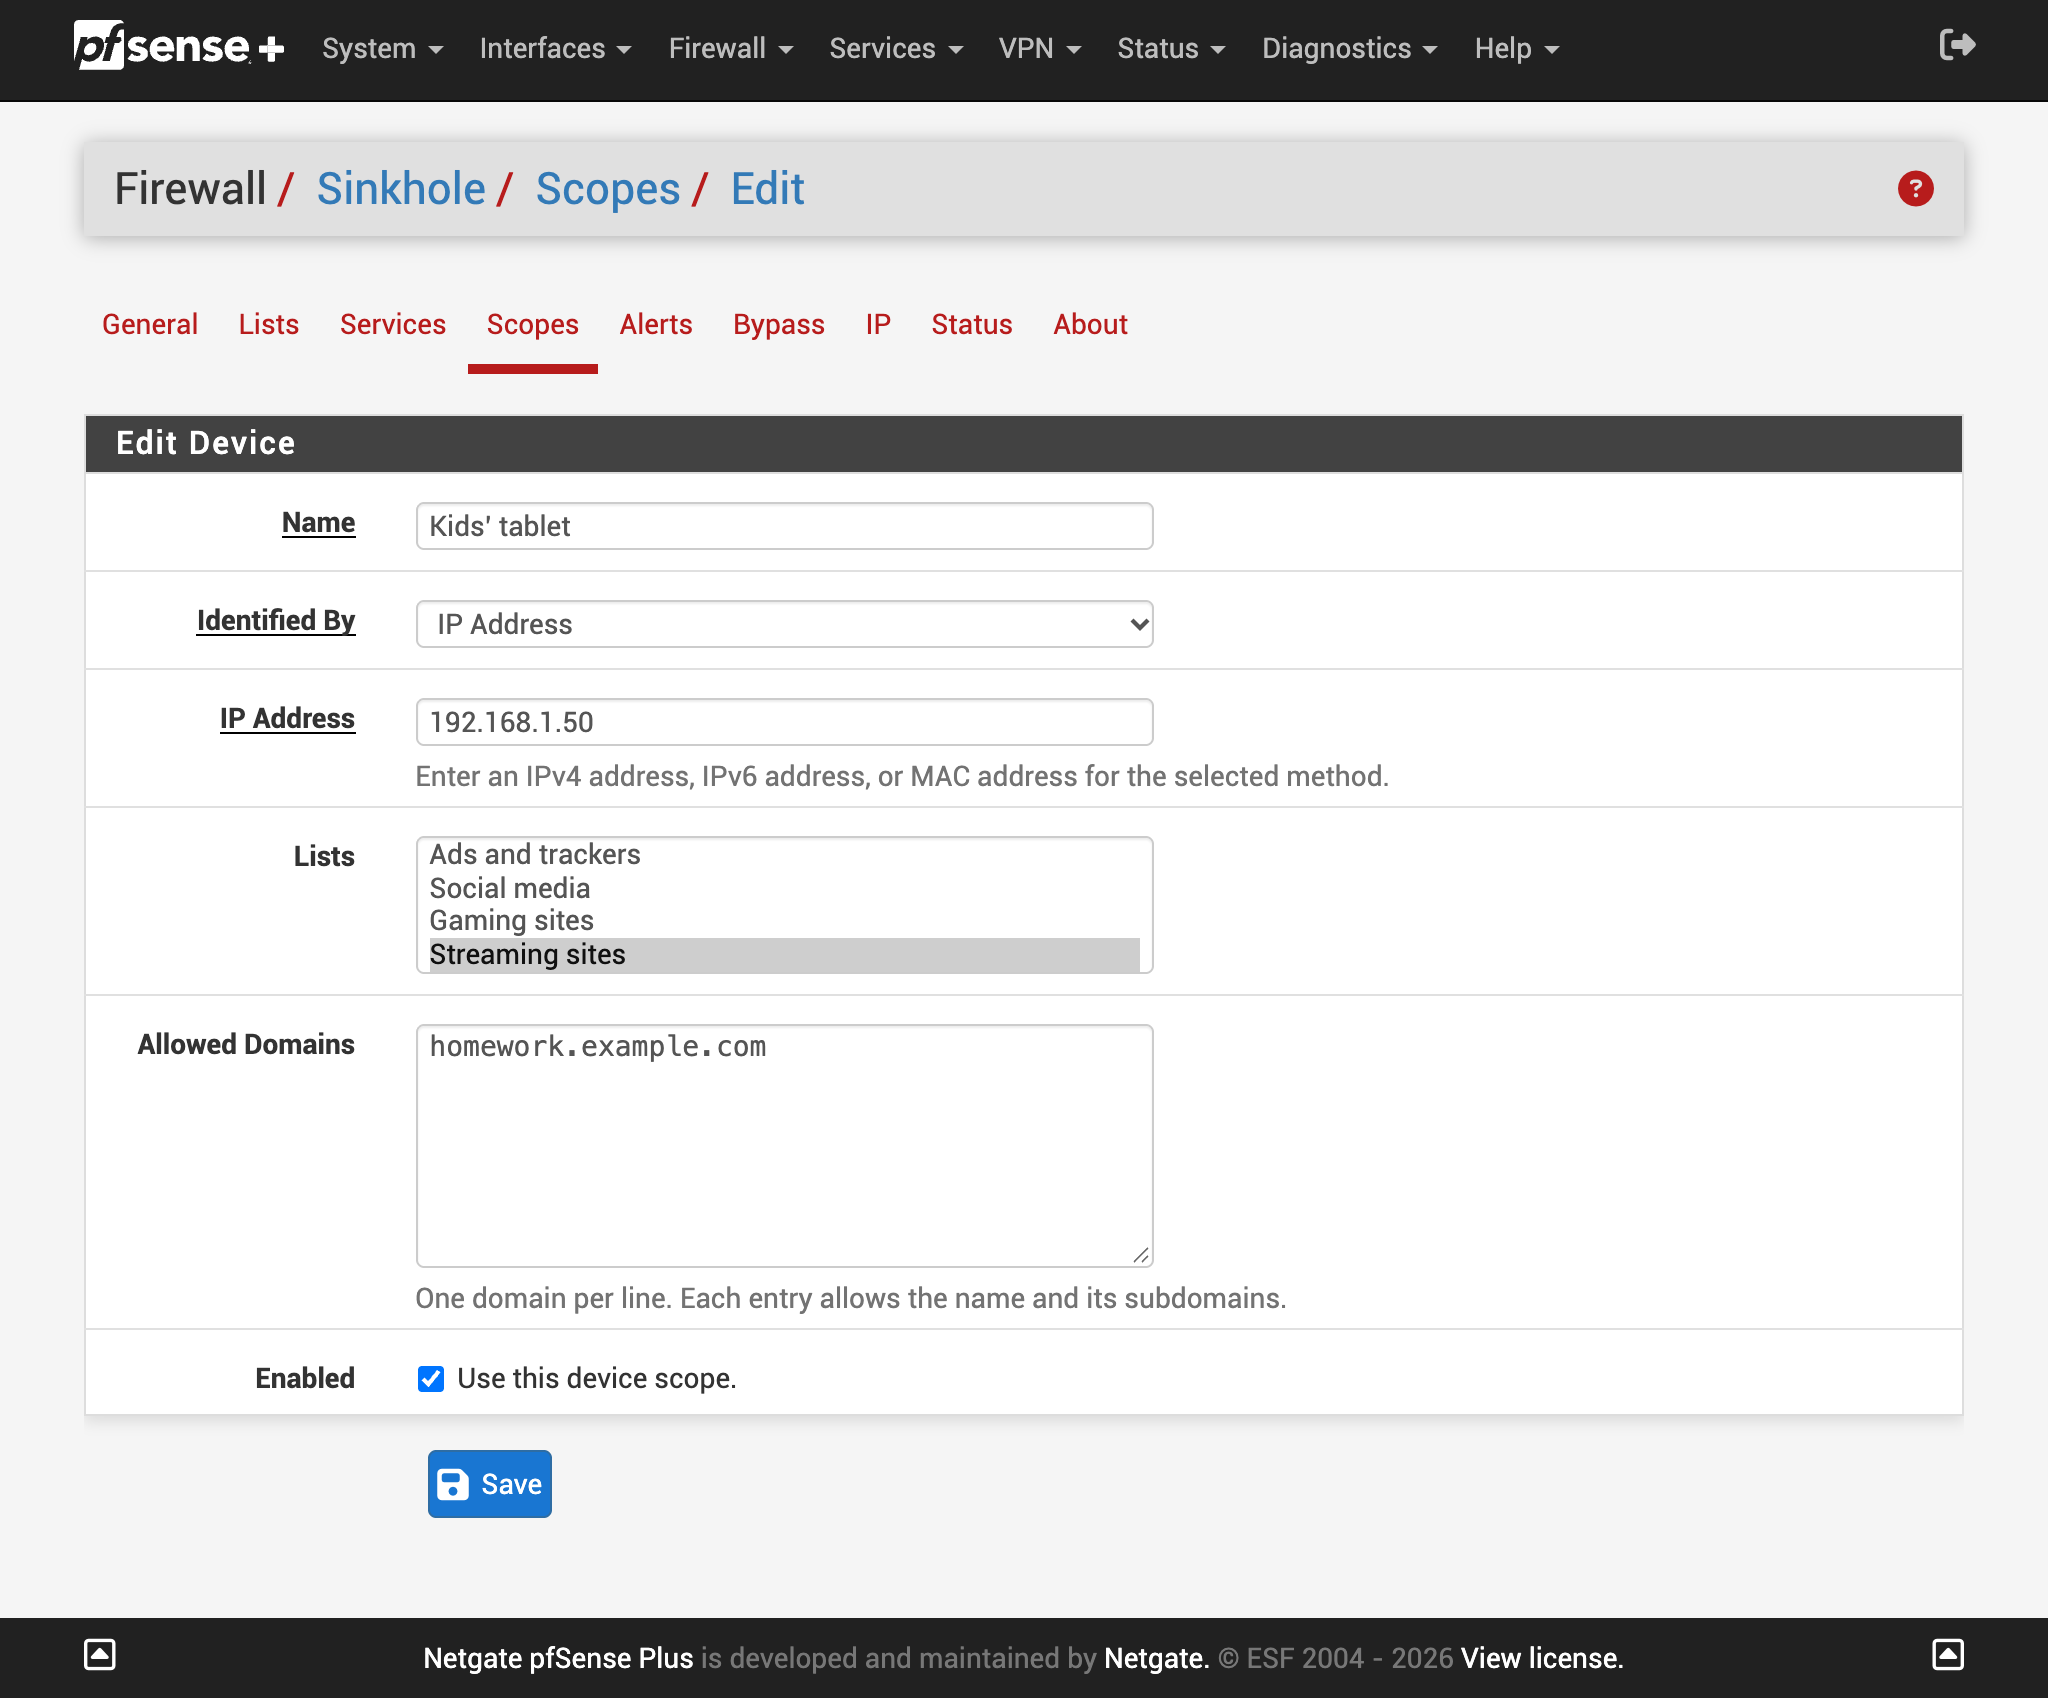 pfsense+ System Interfaces Firewall Services VPN Status Diagnostics Help
Firewall / Sinkhole / Scopes / Edit
General Lists Services Scopes Alerts Bypass IP Status About
Edit Device
Name Kids' tablet
Identified By IP Address
IP Address 192.168.1.50
Enter an IPv4 address, IPv6 address, or MAC address for the selected method.
Lists Ads and trackers
Social media
Gaming sites
Streaming sites
Allowed Domains homework.example.com
One domain per line. Each entry allows the name and its subdomains.
Enabled Use this device scope.
Save
Netgate pfSense Plus is developed and maintained by Netgate. © ESF 2004 - 2026 View license.